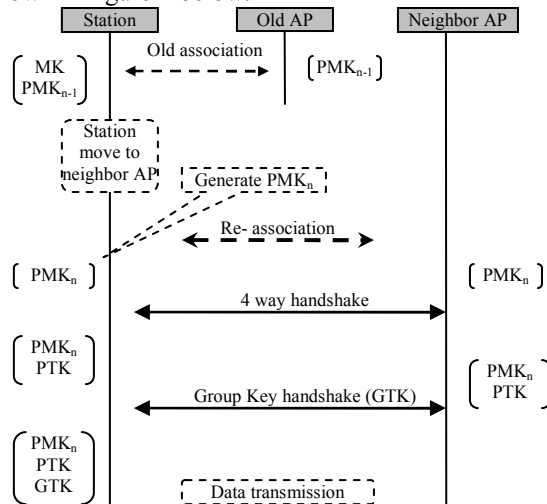 Station
Old AP
Neighbor AP
Old association
MK
PMKn-1
PMKn-1
Station
move to
neighbor AP
Generate PMKn
Re- association
PMKn
PMKn
4 way handshake
PMKn
PTK
PMKn
PTK
Group Key handshake (GTK)
PMKn
PTK
GTK
Data transmission